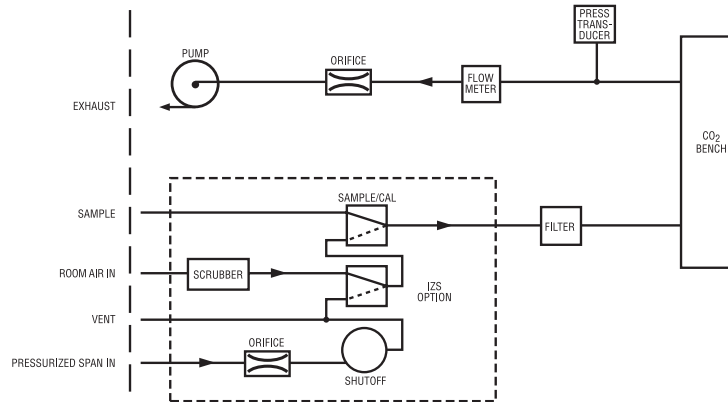 PRESS
TRANS-
DUCER
PUMP
ORIFICE
FLOW
METER
EXHAUST
CO2
BENCH
SAMPLE/CAL
SAMPLE
FILTER
ROOM AIR IN
SCRUBBER
IZS
OPTION
VENT
ORIFICE
PRESSURIZED SPAN IN
SHUTOFF